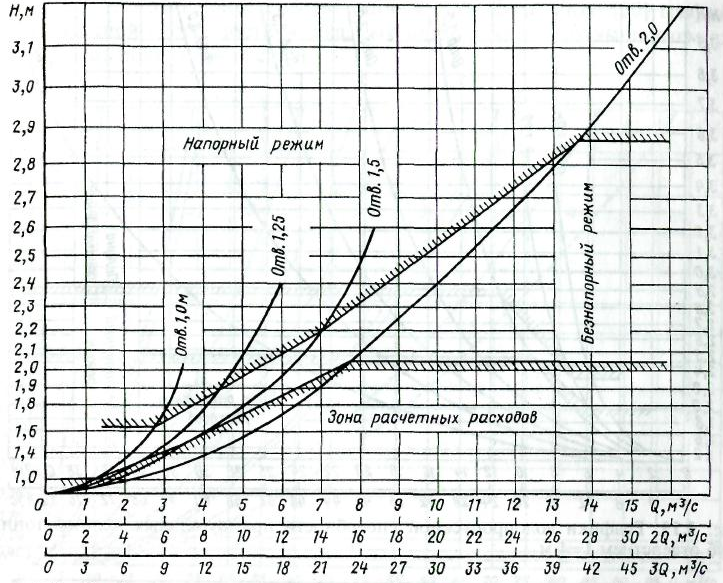 H, м
3,1
3,0
2,9
2,8
2,7
2,6
2,5
2,4
2,3
2,2
2,1
2,0
1,9
1,8
1,6
1,4
1,0
Напорный режим
Отв. 1,0 м
Отв. 1,25
Отв. 1,5
Отв. 2,0
Безнапорный режим
Зона расчетных расходов
0 1 2 3 4 5 6 7 8 9 10 11 12 13 14 15 Q, м³/с
0 2 4 6 8 10 12 14 16 18 20 22 24 26 28 30 2Q, м³/с
0 3 6 9 12 15 18 21 24 27 30 33 36 39 42 45 3Q, м³/с